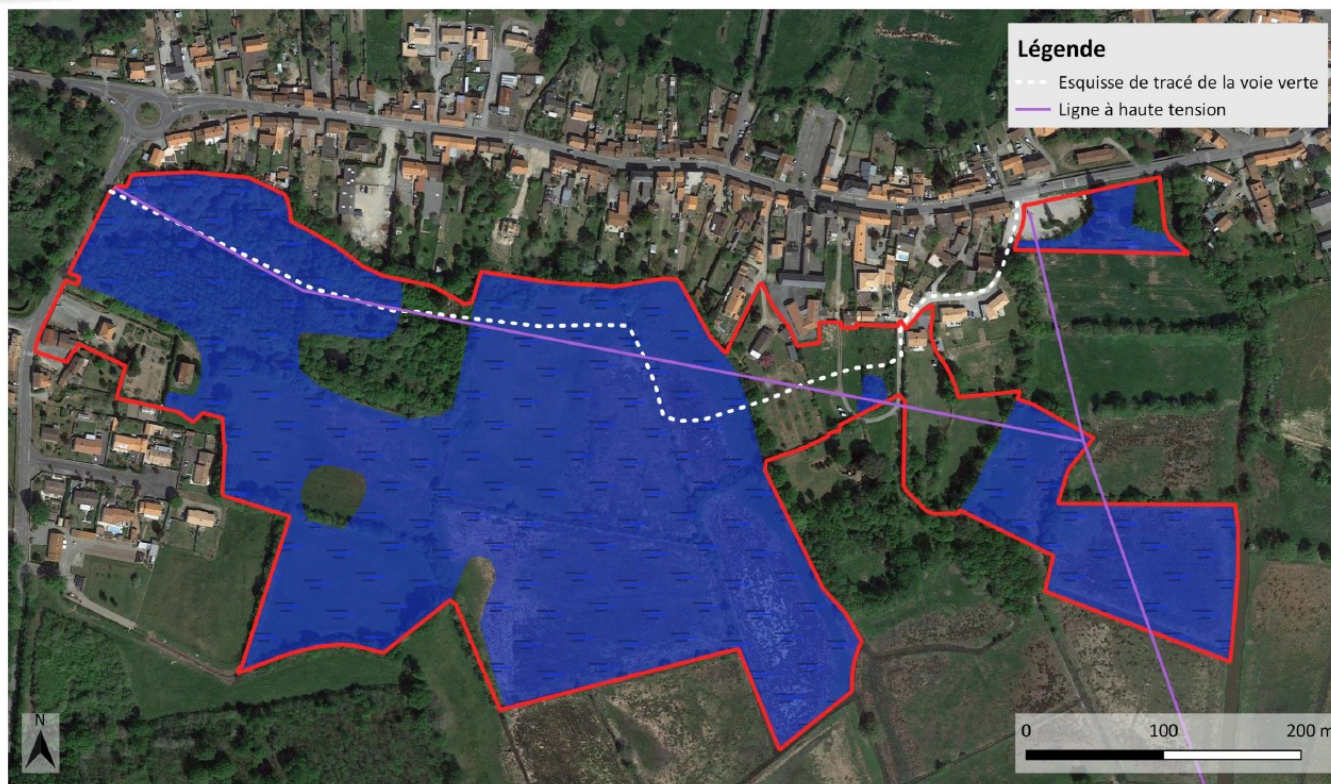 Légende
Esquisse de tracé de la voie verte
Ligne à haute tension
N
0 100 200 m